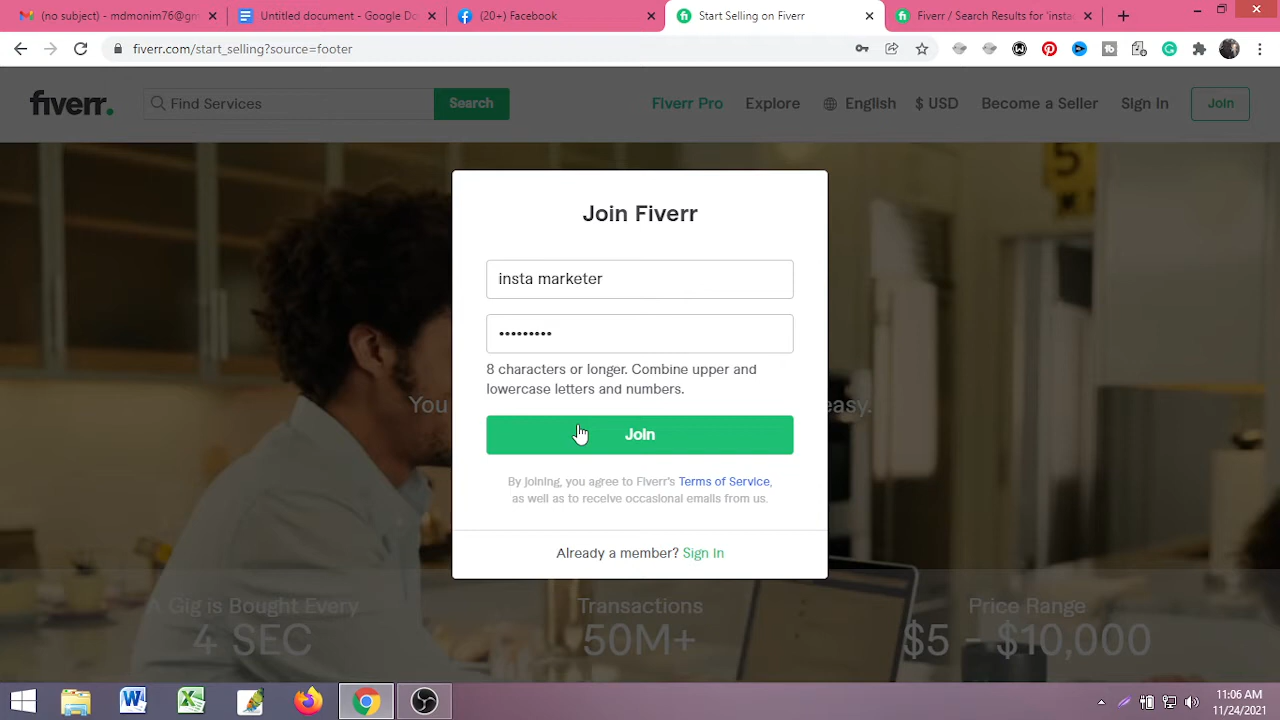 (no subject) - mdmonim76@gm
Untitled document - Google Do
(20+) Facebook
Start Selling on Fiverr
Fiverr / Search Results for 'insta
fiverr.com/start_selling?source=footer
fiverr.
Find Services
Search
Fiverr Pro
Explore
English
$ USD
Become a Seller
Sign In
Join
Join Fiverr
insta marketer
•••••••••
8 characters or longer. Combine upper and
lowercase letters and numbers.
You
easy.
Join
By joining, you agree to Fiverr's Terms of Service,
as well as to receive occasional emails from us.
Already a member? Sign In
A Gig is Bought Every
4 SEC
Transactions
50M+
Price Range
$5 - $10,000
11:06 AM
11/24/2021